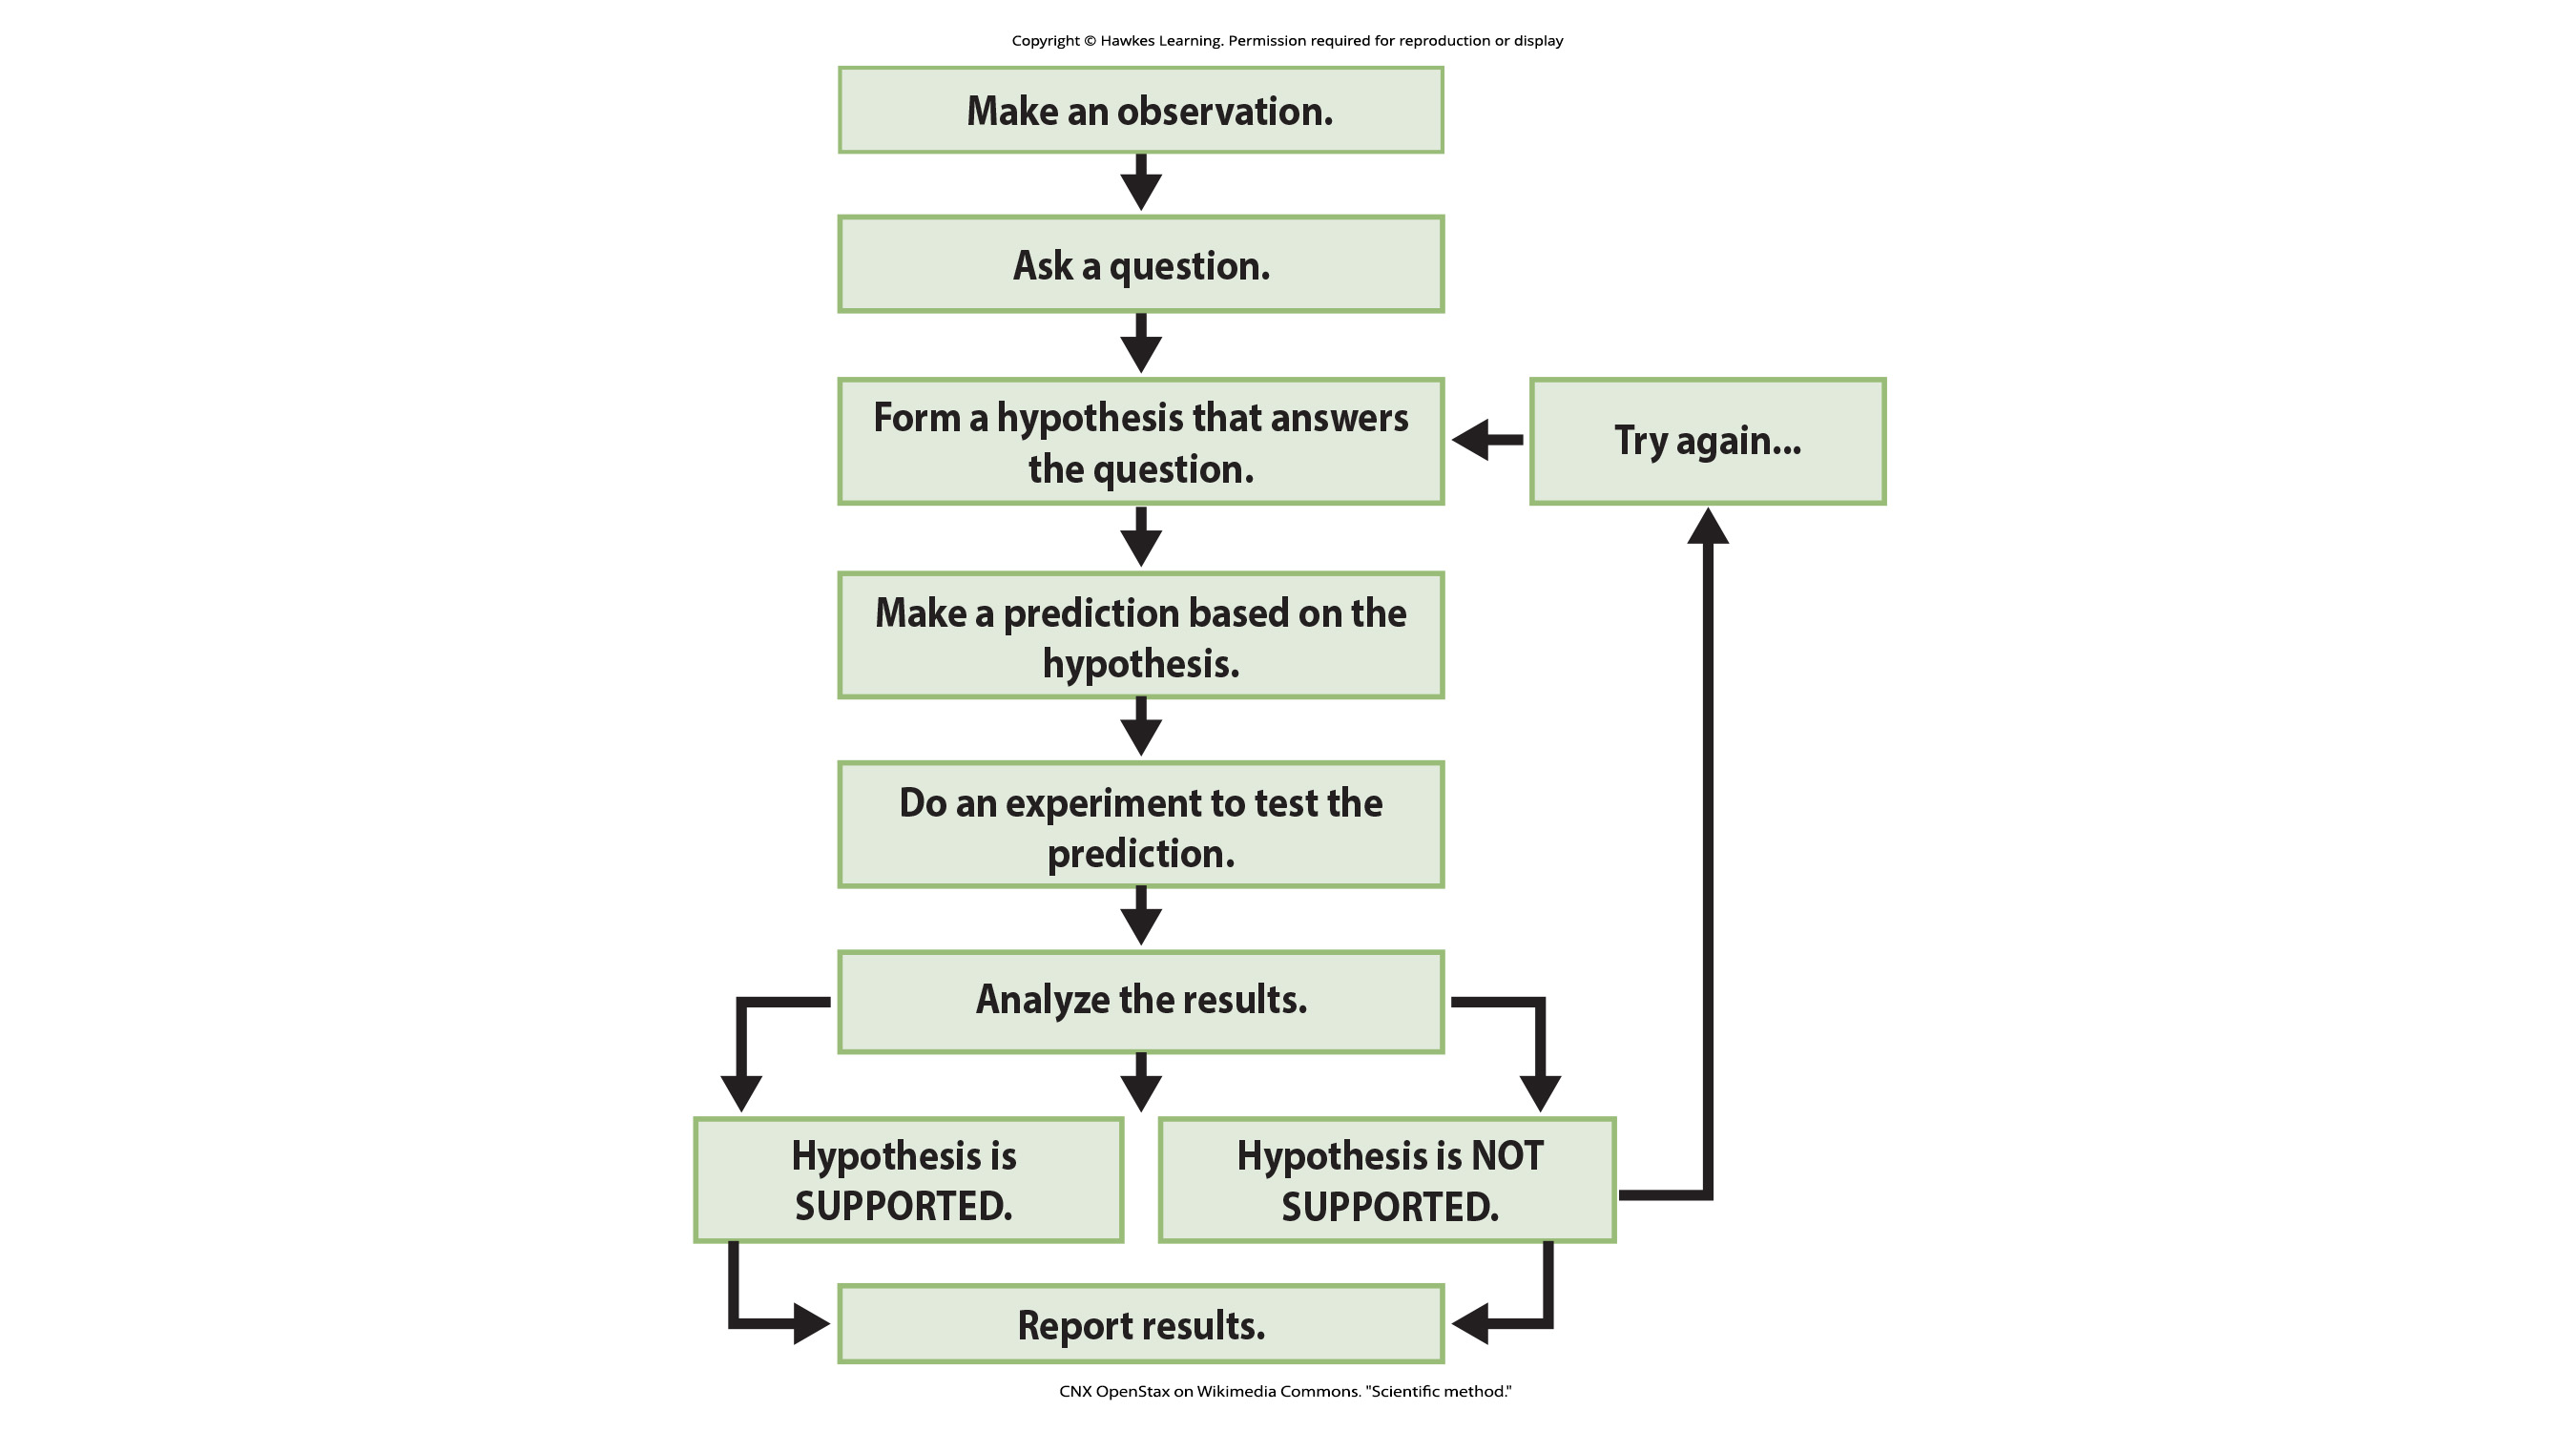 Copyright © Hawkes Learning. Permission required for reproduction or display
Make an observation.
Ask a question.
Form a hypothesis that answers
the question.
Try again...
Make a prediction based on the
hypothesis.
Do an experiment to test the
prediction.
Analyze the results.
Hypothesis is
SUPPORTED.
Hypothesis is NOT
SUPPORTED.
Report results.
CNX OpenStax on Wikimedia Commons. "Scientific method."